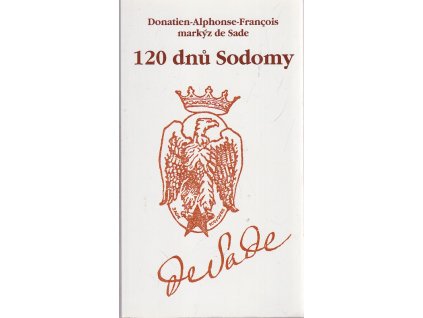 Donatien-Alphonse-François
markýz de Sade
120 dnů Sodomy
de Sade